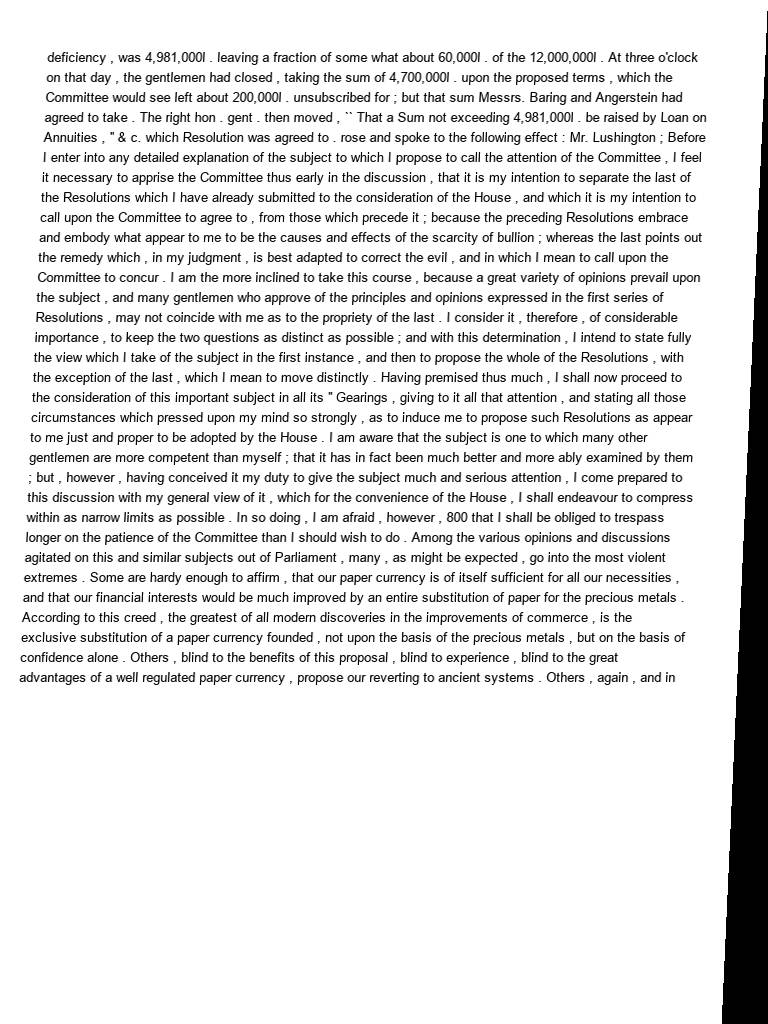 deficiency , was 4,981,000l . leaving a fraction of some what about 60,000l . of the 12,000,000l . At three o'clock
on that day , the gentlemen had closed , taking the sum of 4,700,000l . upon the proposed terms , which the
Committee would see left about 200,000l . unsubscribed for ; but that sum Messrs. Baring and Angerstein had
agreed to take . The right hon . gent . then moved , `` That a Sum not exceeding 4,981,000l . be raised by Loan on
Annuities , " & c. which Resolution was agreed to . rose and spoke to the following effect : Mr. Lushington ; Before
I enter into any detailed explanation of the subject to which I propose to call the attention of the Committee , I feel
it necessary to apprise the Committee thus early in the discussion , that it is my intention to separate the last of
the Resolutions which I have already submitted to the consideration of the House , and which it is my intention to
call upon the Committee to agree to , from those which precede it ; because the preceding Resolutions embrace
and embody what appear to me to be the causes and effects of the scarcity of bullion ; whereas the last points out
the remedy which , in my judgment , is best adapted to correct the evil , and in which I mean to call upon the
Committee to concur . I am the more inclined to take this course , because a great variety of opinions prevail upon
the subject , and many gentlemen who approve of the principles and opinions expressed in the first series of
Resolutions , may not coincide with me as to the propriety of the last . I consider it , therefore , of considerable
importance , to keep the two questions as distinct as possible ; and with this determination , I intend to state fully
the view which I take of the subject in the first instance , and then to propose the whole of the Resolutions , with
the exception of the last , which I mean to move distinctly . Having premised thus much , I shall now proceed to
the consideration of this important subject in all its " Gearings , giving to it all that attention , and stating all those
circumstances which pressed upon my mind so strongly , as to induce me to propose such Resolutions as appear
to me just and proper to be adopted by the House . I am aware that the subject is one to which many other
gentlemen are more competent than myself ; that it has in fact been much better and more ably examined by them
; but , however , having conceived it my duty to give the subject much and serious attention , I come prepared to
this discussion with my general view of it , which for the convenience of the House , I shall endeavour to compress
within as narrow limits as possible . In so doing , I am afraid , however , 800 that I shall be obliged to trespass
longer on the patience of the Committee than I should wish to do . Among the various opinions and discussions
agitated on this and similar subjects out of Parliament , many , as might be expected , go into the most violent
extremes . Some are hardy enough to affirm , that our paper currency is of itself sufficient for all our necessities ,
and that our financial interests would be much improved by an entire substitution of paper for the precious metals .
According to this creed , the greatest of all modern discoveries in the improvements of commerce , is the
exclusive substitution of a paper currency founded , not upon the basis of the precious metals , but on the basis of
confidence alone . Others , blind to the benefits of this proposal , blind to experience , blind to the great
advantages of a well regulated paper currency , propose our reverting to ancient systems . Others , again , and in